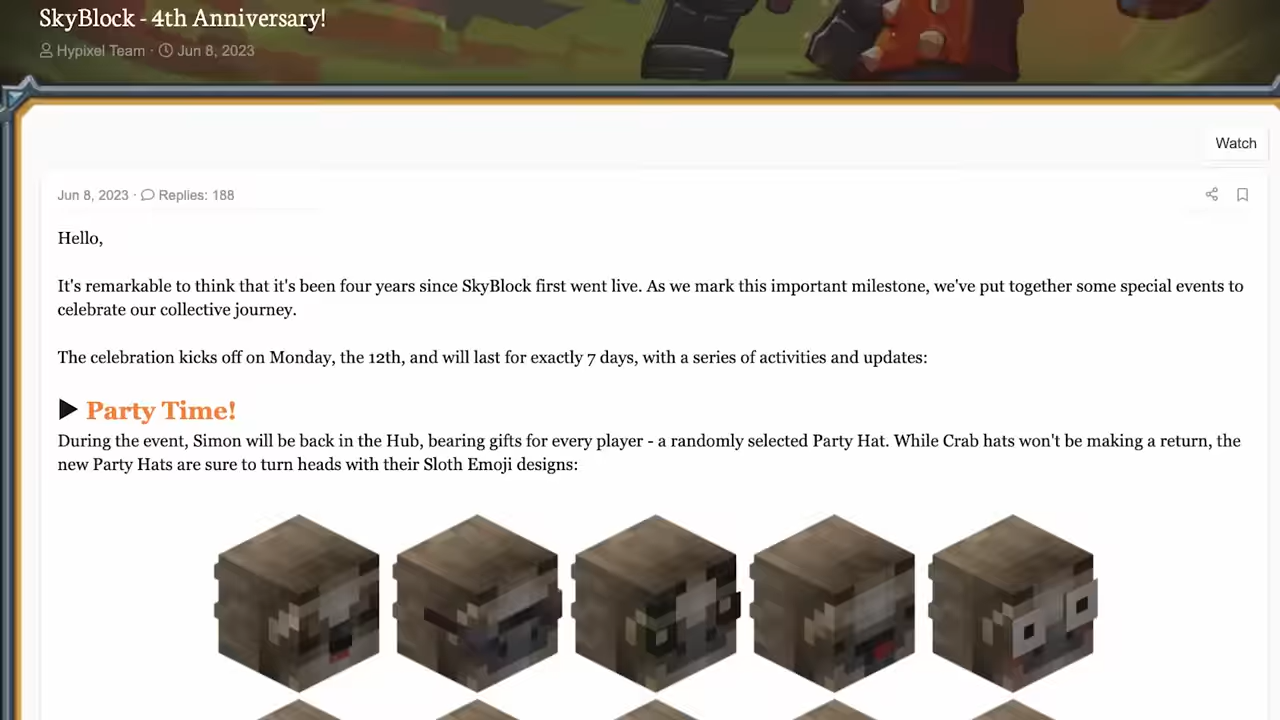 SkyBlock - 4th Anniversary!
Hypixel Team · Jun 8, 2023
Watch
Jun 8, 2023 · Replies: 188
Hello,
It's remarkable to think that it's been four years since SkyBlock first went live. As we mark this important milestone, we've put together some special events to
celebrate our collective journey.
The celebration kicks off on Monday, the 12th, and will last for exactly 7 days, with a series of activities and updates:
Party Time!
During the event, Simon will be back in the Hub, bearing gifts for every player - a randomly selected Party Hat. While Crab hats won't be making a return, the
new Party Hats are sure to turn heads with their Sloth Emoji designs: